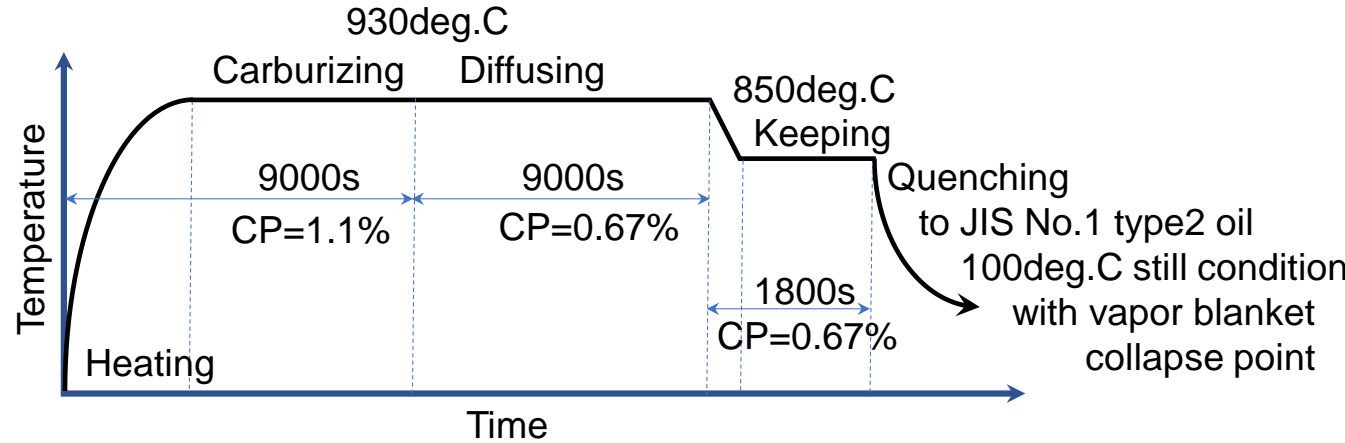 930deg.C
Carburizing
Diffusing
850deg.C
Keeping
9000s
CP=1.1%
9000s
CP=0.67%
Quenching
to JIS No.1 type2 oil
100deg.C still condition
with vapor blanket
collapse point
1800s
CP=0.67%
Heating
Temperature
Time